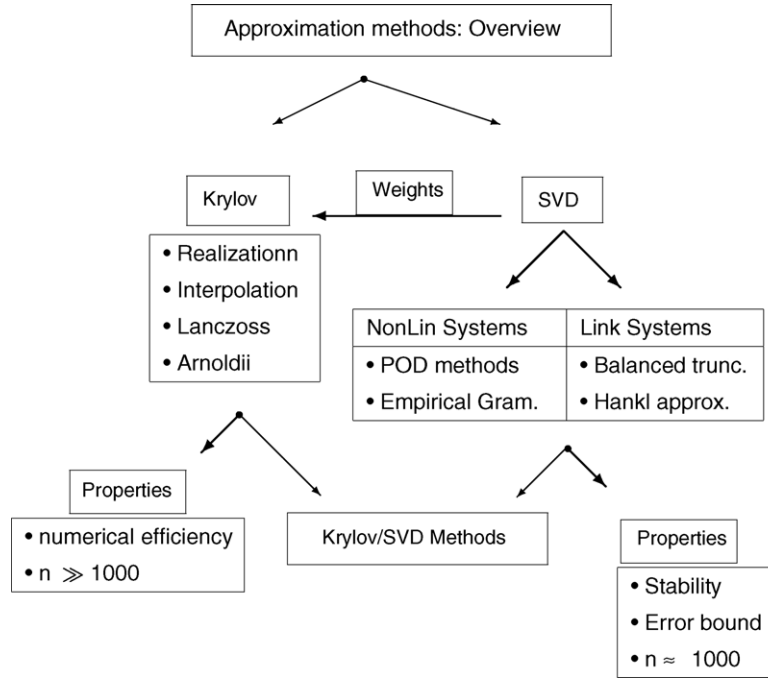 Approximation methods: Overview
Krylov
Weights
SVD
• Realizationn
• Interpolation
• Lanczoss
• Arnoldii
NonLin Systems
Link Systems
• POD methods
• Empirical Gram.
• Balanced trunc.
• Hankl approx.
Properties
• numerical efficiency
• n ≫ 1000
Krylov/SVD Methods
Properties
• Stability
• Error bound
• n ≈ 1000